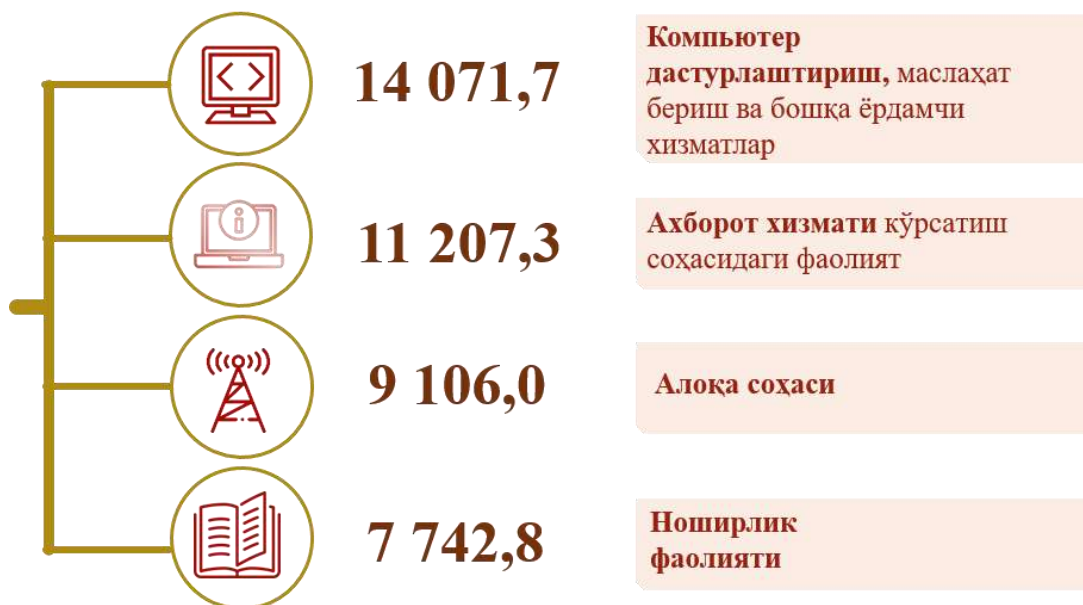 14 071,7
Компьютер
дастурлаштириш, маслаҳат
бериш ва бошқа ёрдамчи
хизматлар
11 207,3
Ахборот хизмати кўрсатиш
соҳасидаги фаолият
9 106,0
Алоқа соҳаси
7 742,8
Ноширлик
фаолияти